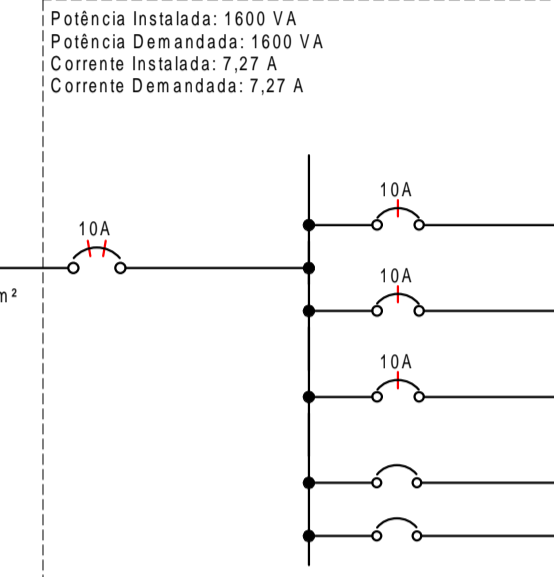 Potência Instalada: 1600 VA
Potência Demandada: 1600 VA
Corrente Instalada: 7,27 A
Corrente Demandada: 7,27 A
10A
10A
m²
10A
10A